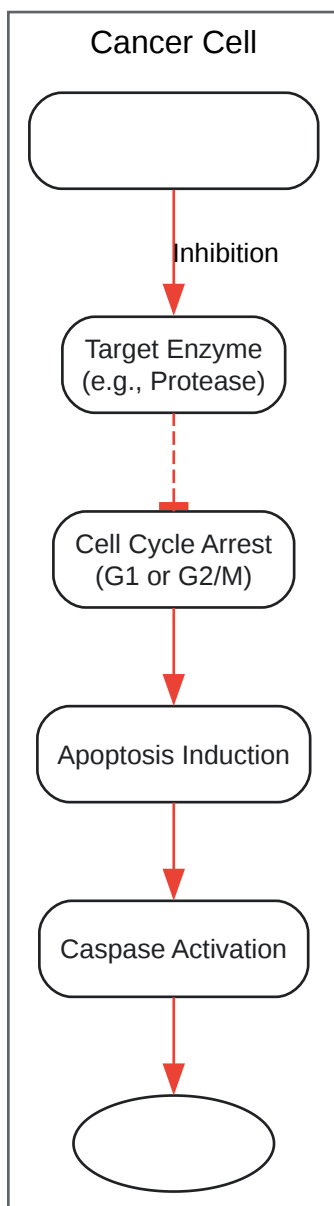 Cancer Cell
Inhibition
Target Enzyme
(e.g., Protease)
Cell Cycle Arrest
(G1 or G2/M)
Apoptosis Induction
Caspase Activation